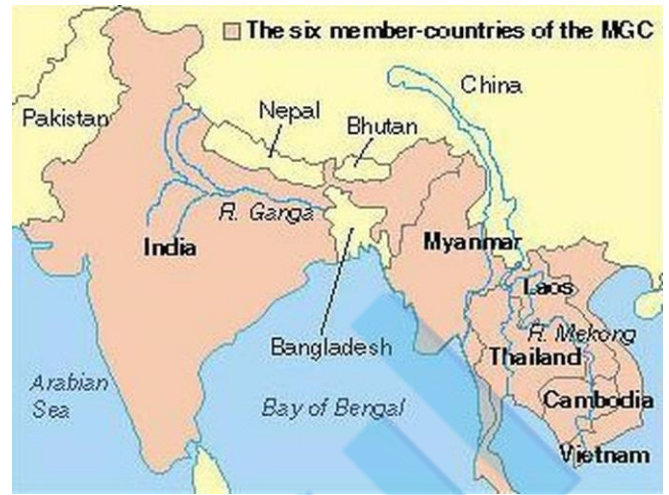 The six member-countries of the MGC
China
Pakistan
Nepal
Bhutan
R. Ganga
India
Myanmar
Laos
R. Mekong
Bangladesh
Thailand
Arabian
Sea
Bay of Bengal
Cambodia
Vietnam